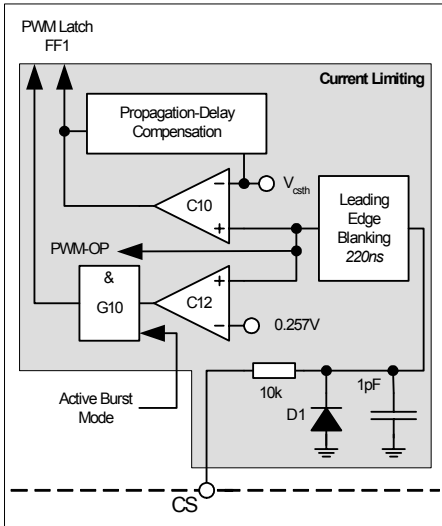 PWM Latch
FF1
Current Limiting
Propagation-Delay
Compensation
−
V csth
C10
+
Leading
Edge
Blanking
220ns
PWM-OP
&
G10
+
C12
−
0.257V
Active Burst
Mode
10k
D1
1pF
CS